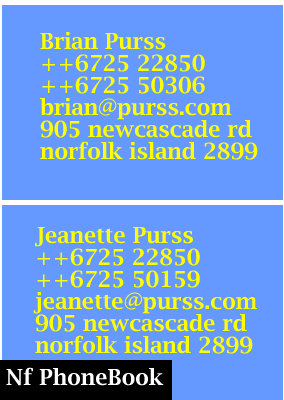 Brian Purss
++6725 22850
++6725 50306
brian@purss.com
905 newcascade rd
norfolk island 2899
Jeanette Purss
++6725 22850
++6725 50159
jeanette@purss.com
905 newcascade rd
norfolk island 2899
Nf PhoneBook